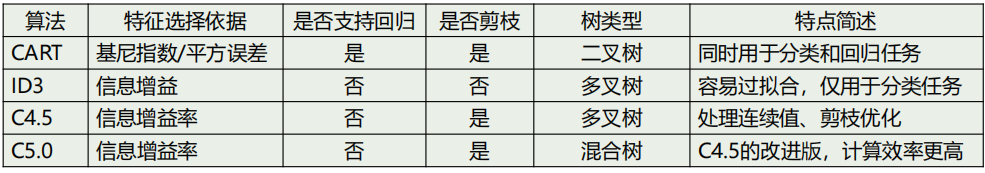 算法 特征选择依据 是否支持回归 是否剪枝 树类型 特点简述
CART 基尼指数/平方误差 是 是 二叉树 同时用于分类和回归任务
ID3 信息增益 否 否 多叉树 容易过拟合，仅用于分类任务
C4.5 信息增益率 否 是 多叉树 处理连续值、剪枝优化
C5.0 信息增益率 否 是 混合树 C4.5的改进版，计算效率更高